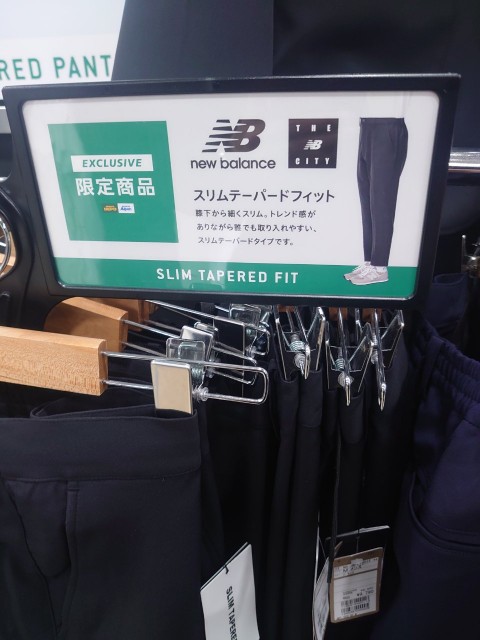 RED PANT
EXCLUSIVE
限定商品
NB
new balance
THE
NB
CITY
スリムテーパードフィット
膝下から細くスリム。トレンド感が
ありながら誰でも取り入れやすい、
スリムテーパードタイプです。
SLIM TAPERED FIT
SLIM TAPERED